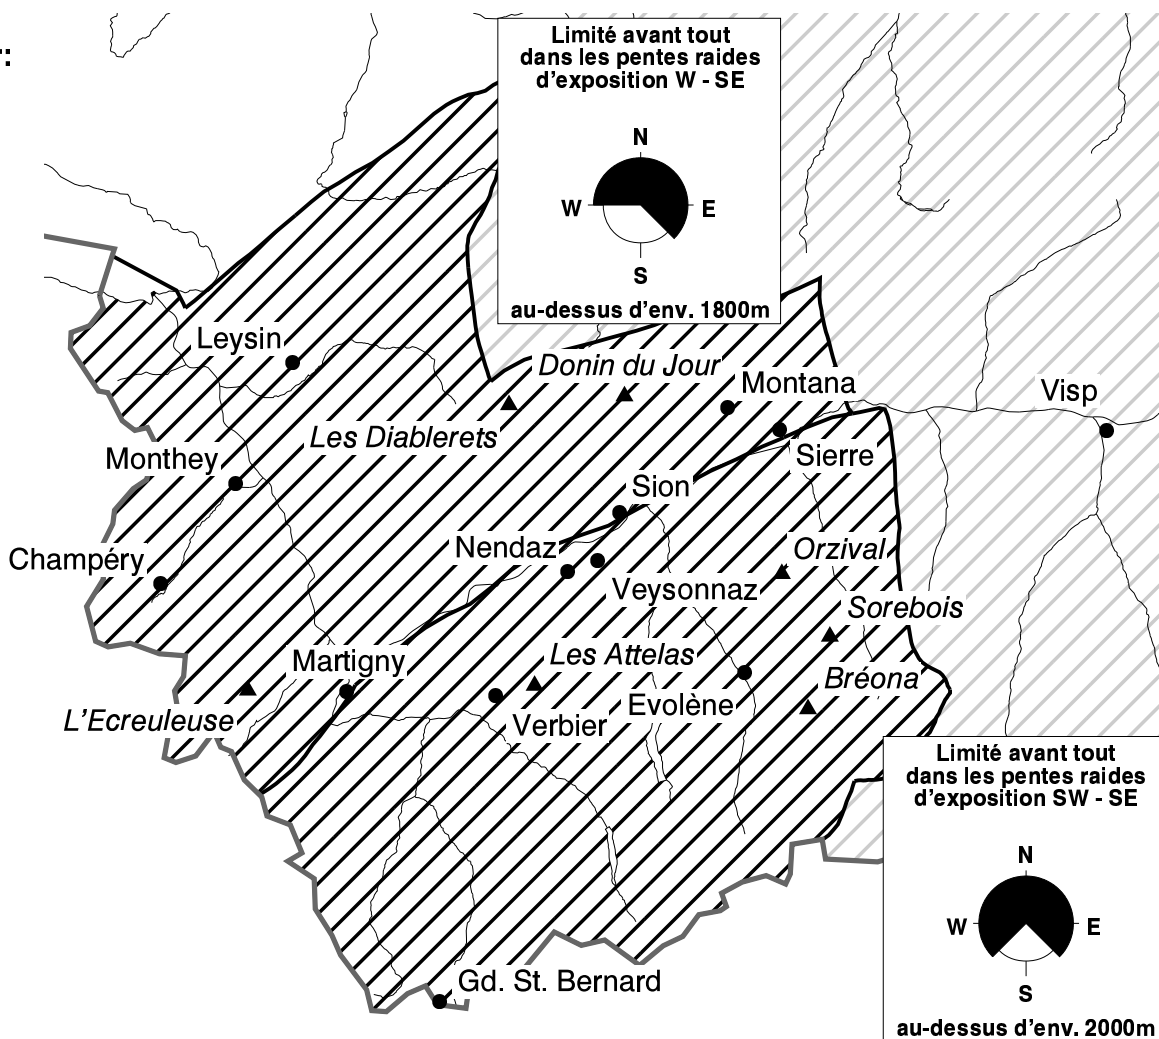 Limité avant tout
dans les pentes raides
d'exposition W - SE
N
W
E
S
au-dessus d'env. 1800m
:
Leysin
Donin du Jour
Montana
Visp
Les Diablerets
Monthey
Sierre
Sion
Champéry
Nendaz
Orzival
Veysonnaz
Sorebois
Martigny
Les Attelas
Bréona
L'Ecreuleuse
Verbier
Evolène
Gd. St. Bernard
Limité avant tout
dans les pentes raides
d'exposition SW - SE
N
W
E
S
au-dessus d'env. 2000m